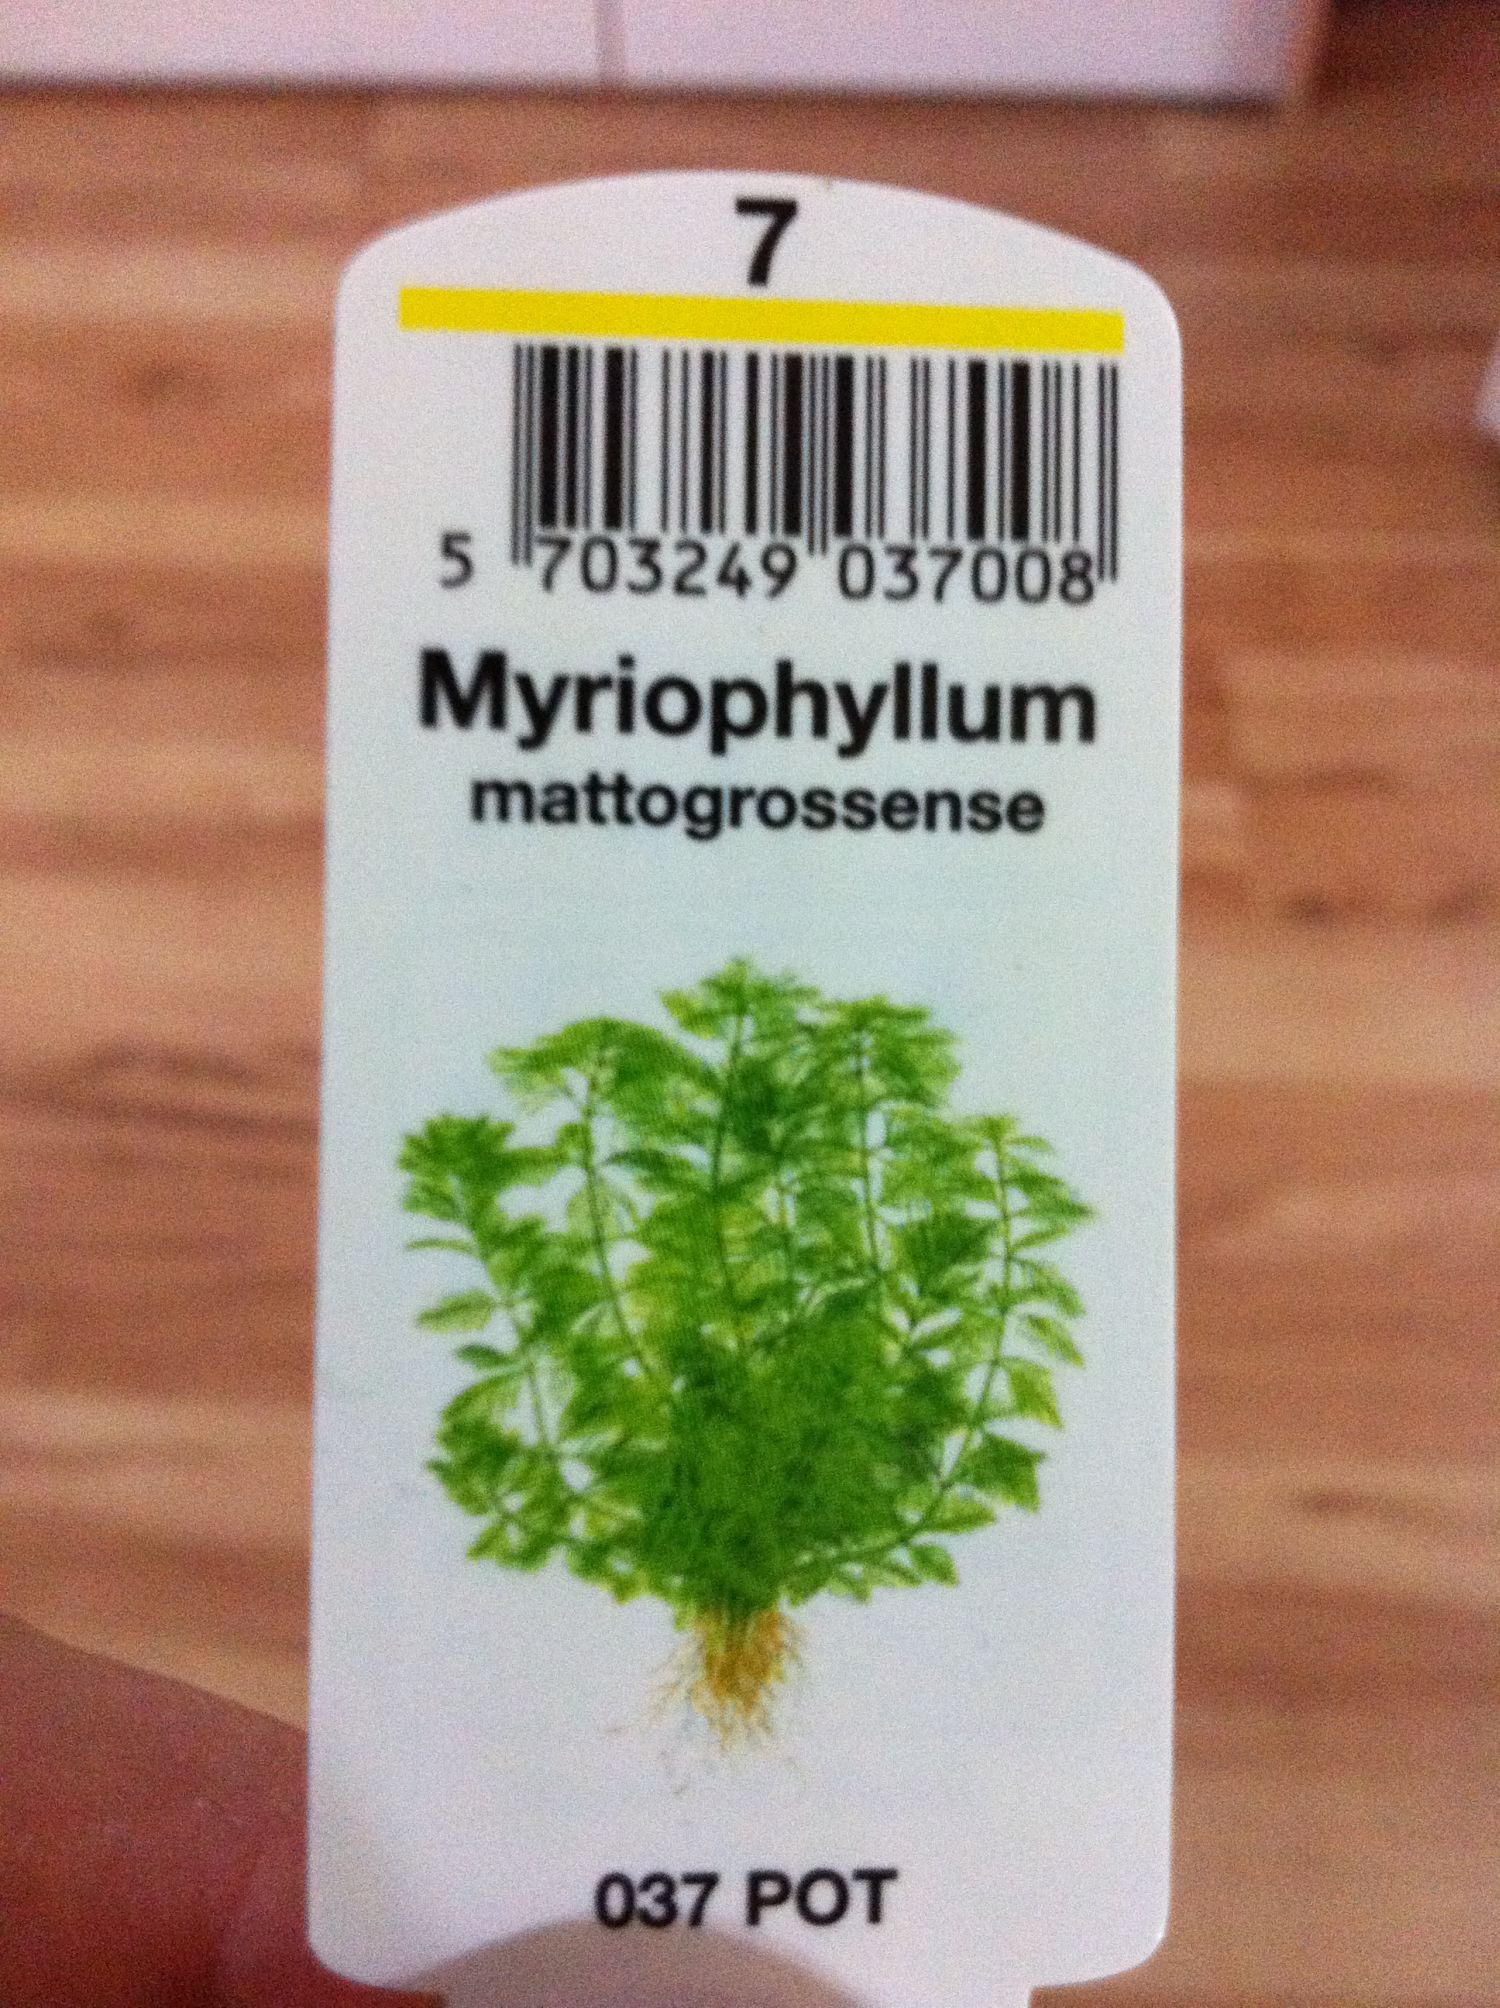 7
5 703249 037008
Myriophyllum
mattogrossense
037 POT